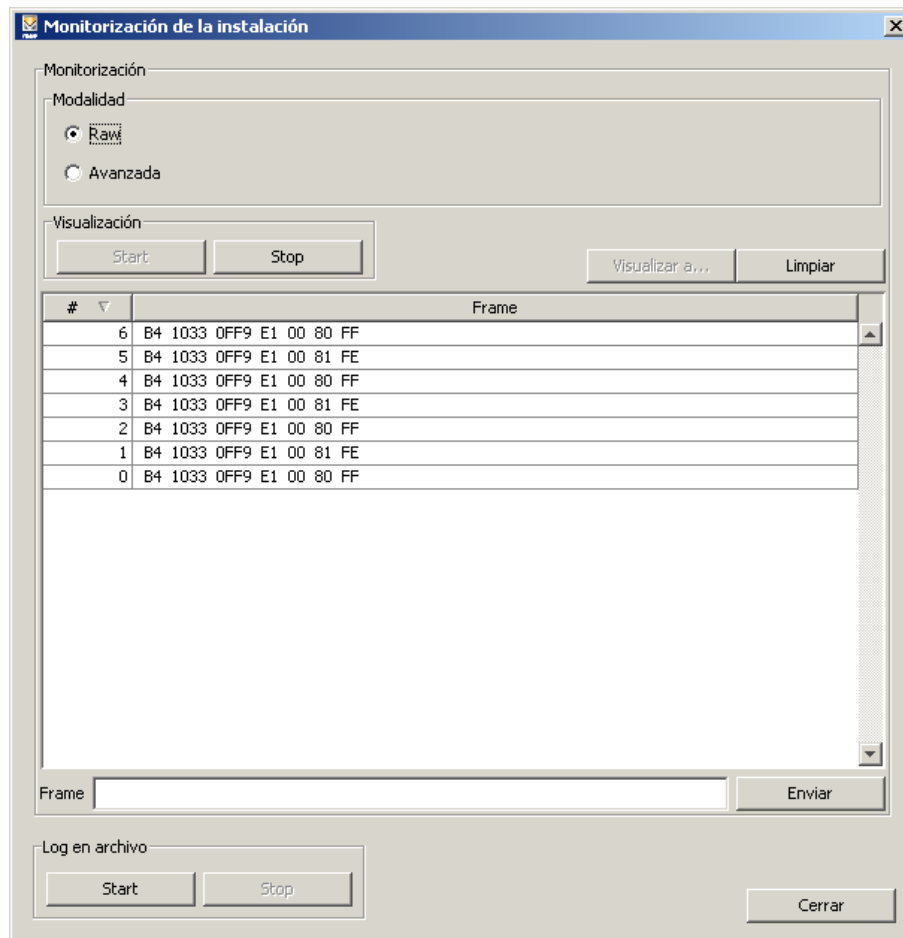 Monitorización de la instalación
Monitorización
Modalidad
Raw
Avanzada
Visualización
Start Stop Visualizar a... Limpiar
# Frame
6 B4 1033 0FF9 E1 00 80 FF
5 B4 1033 0FF9 E1 00 81 FE
4 B4 1033 0FF9 E1 00 80 FF
3 B4 1033 0FF9 E1 00 81 FE
2 B4 1033 0FF9 E1 00 80 FF
1 B4 1033 0FF9 E1 00 81 FE
0 B4 1033 0FF9 E1 00 80 FF
Frame Enviar
Log en archivo
Start Stop
Cerrar